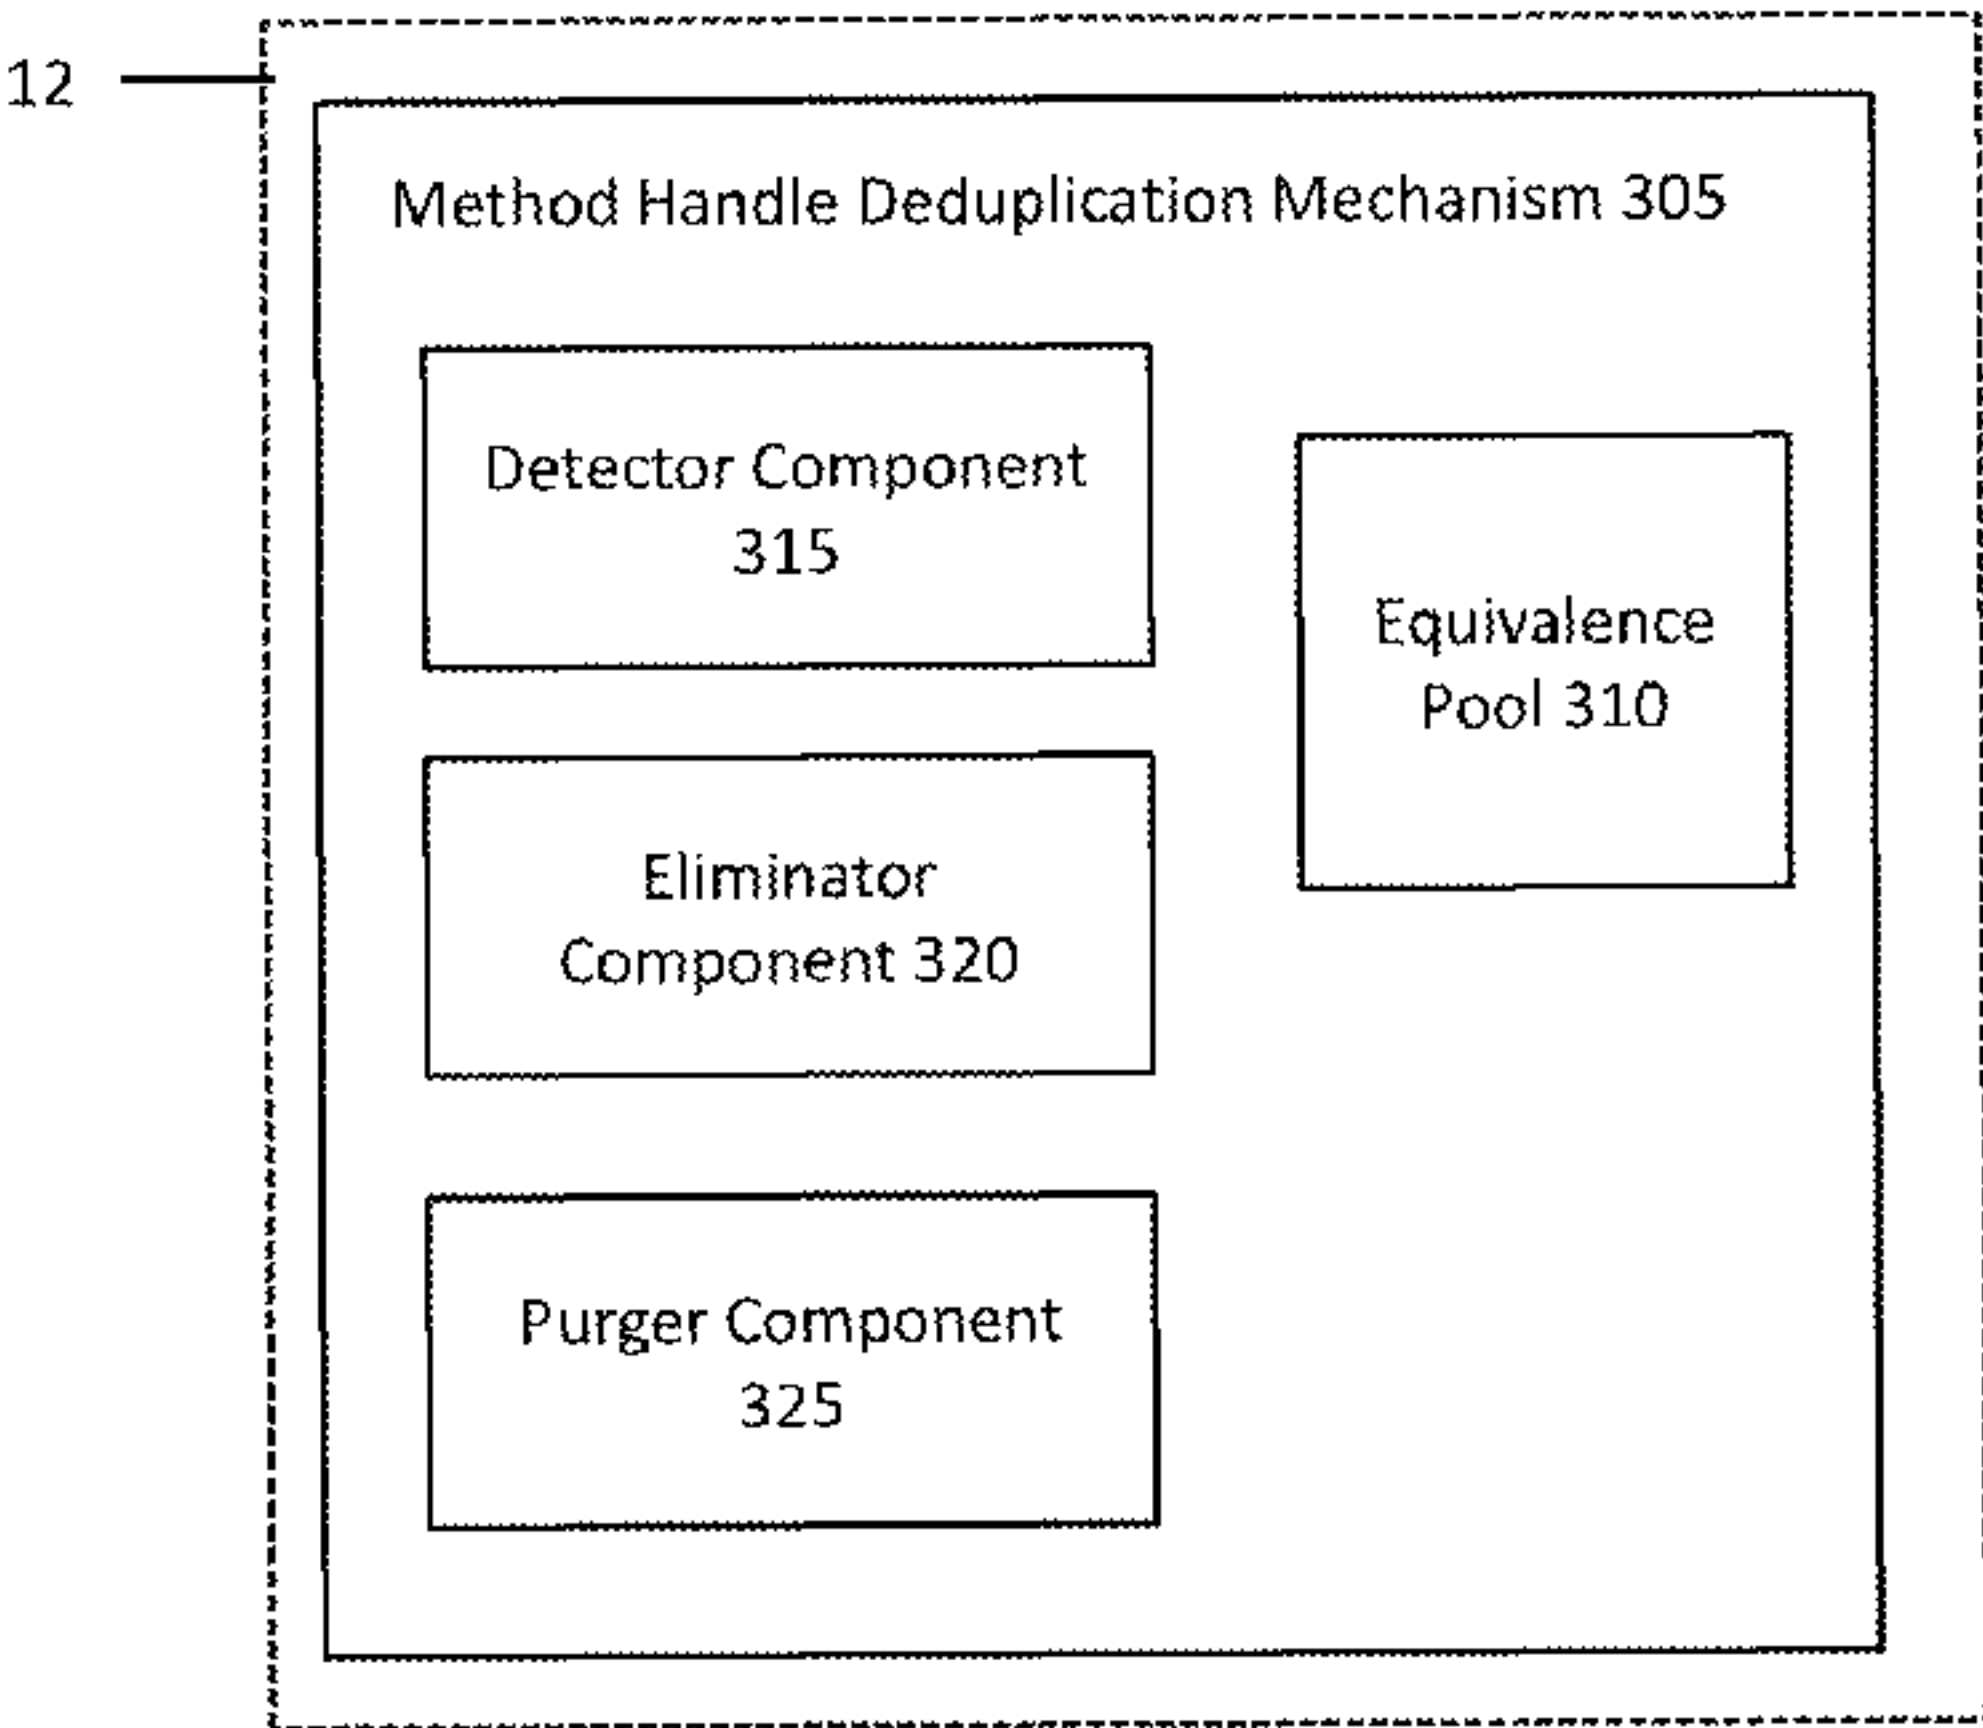 12
Method Handle Deduplication Mechanism 305
Detector Component
315
Equivalence
Pool 310
Eliminator
Component 320
Purger Component
325